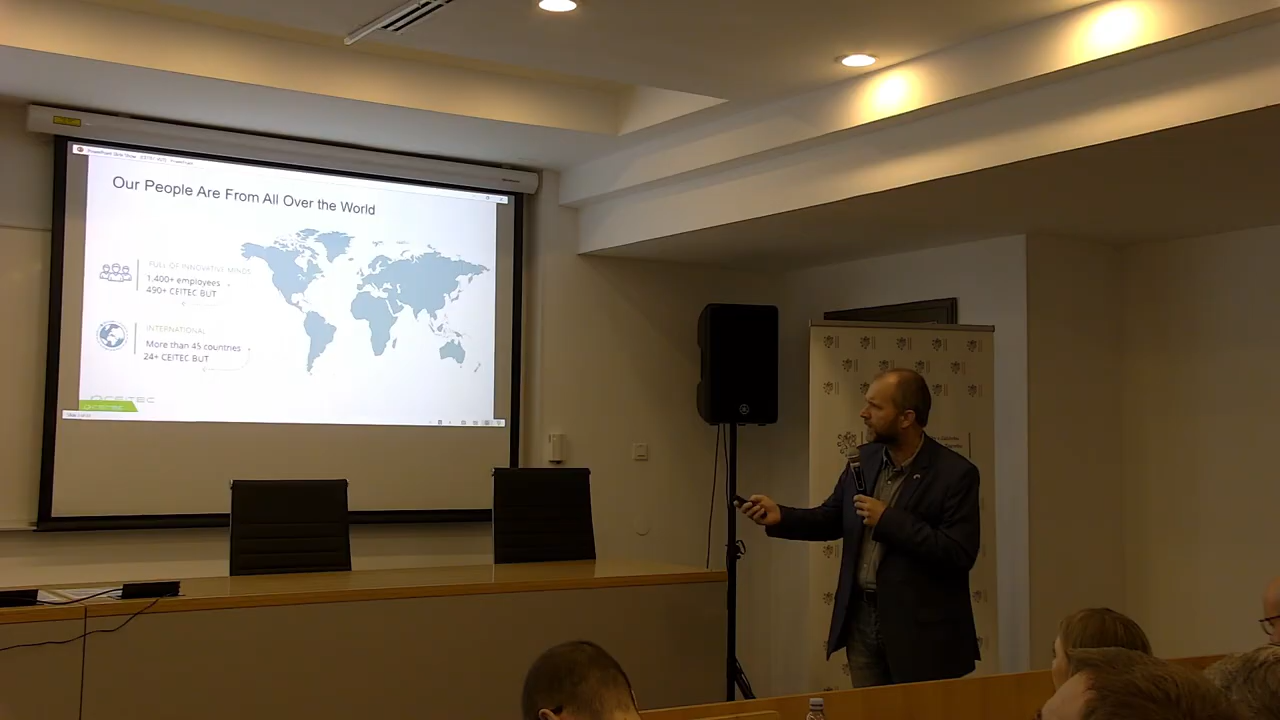 Our People Are From All Over the World
FULL OF INNOVATIVE MINDS
1,400+ employees
490+ CEITEC BUT
INTERNATIONAL
More than 45 countries
24+ CEITEC BUT